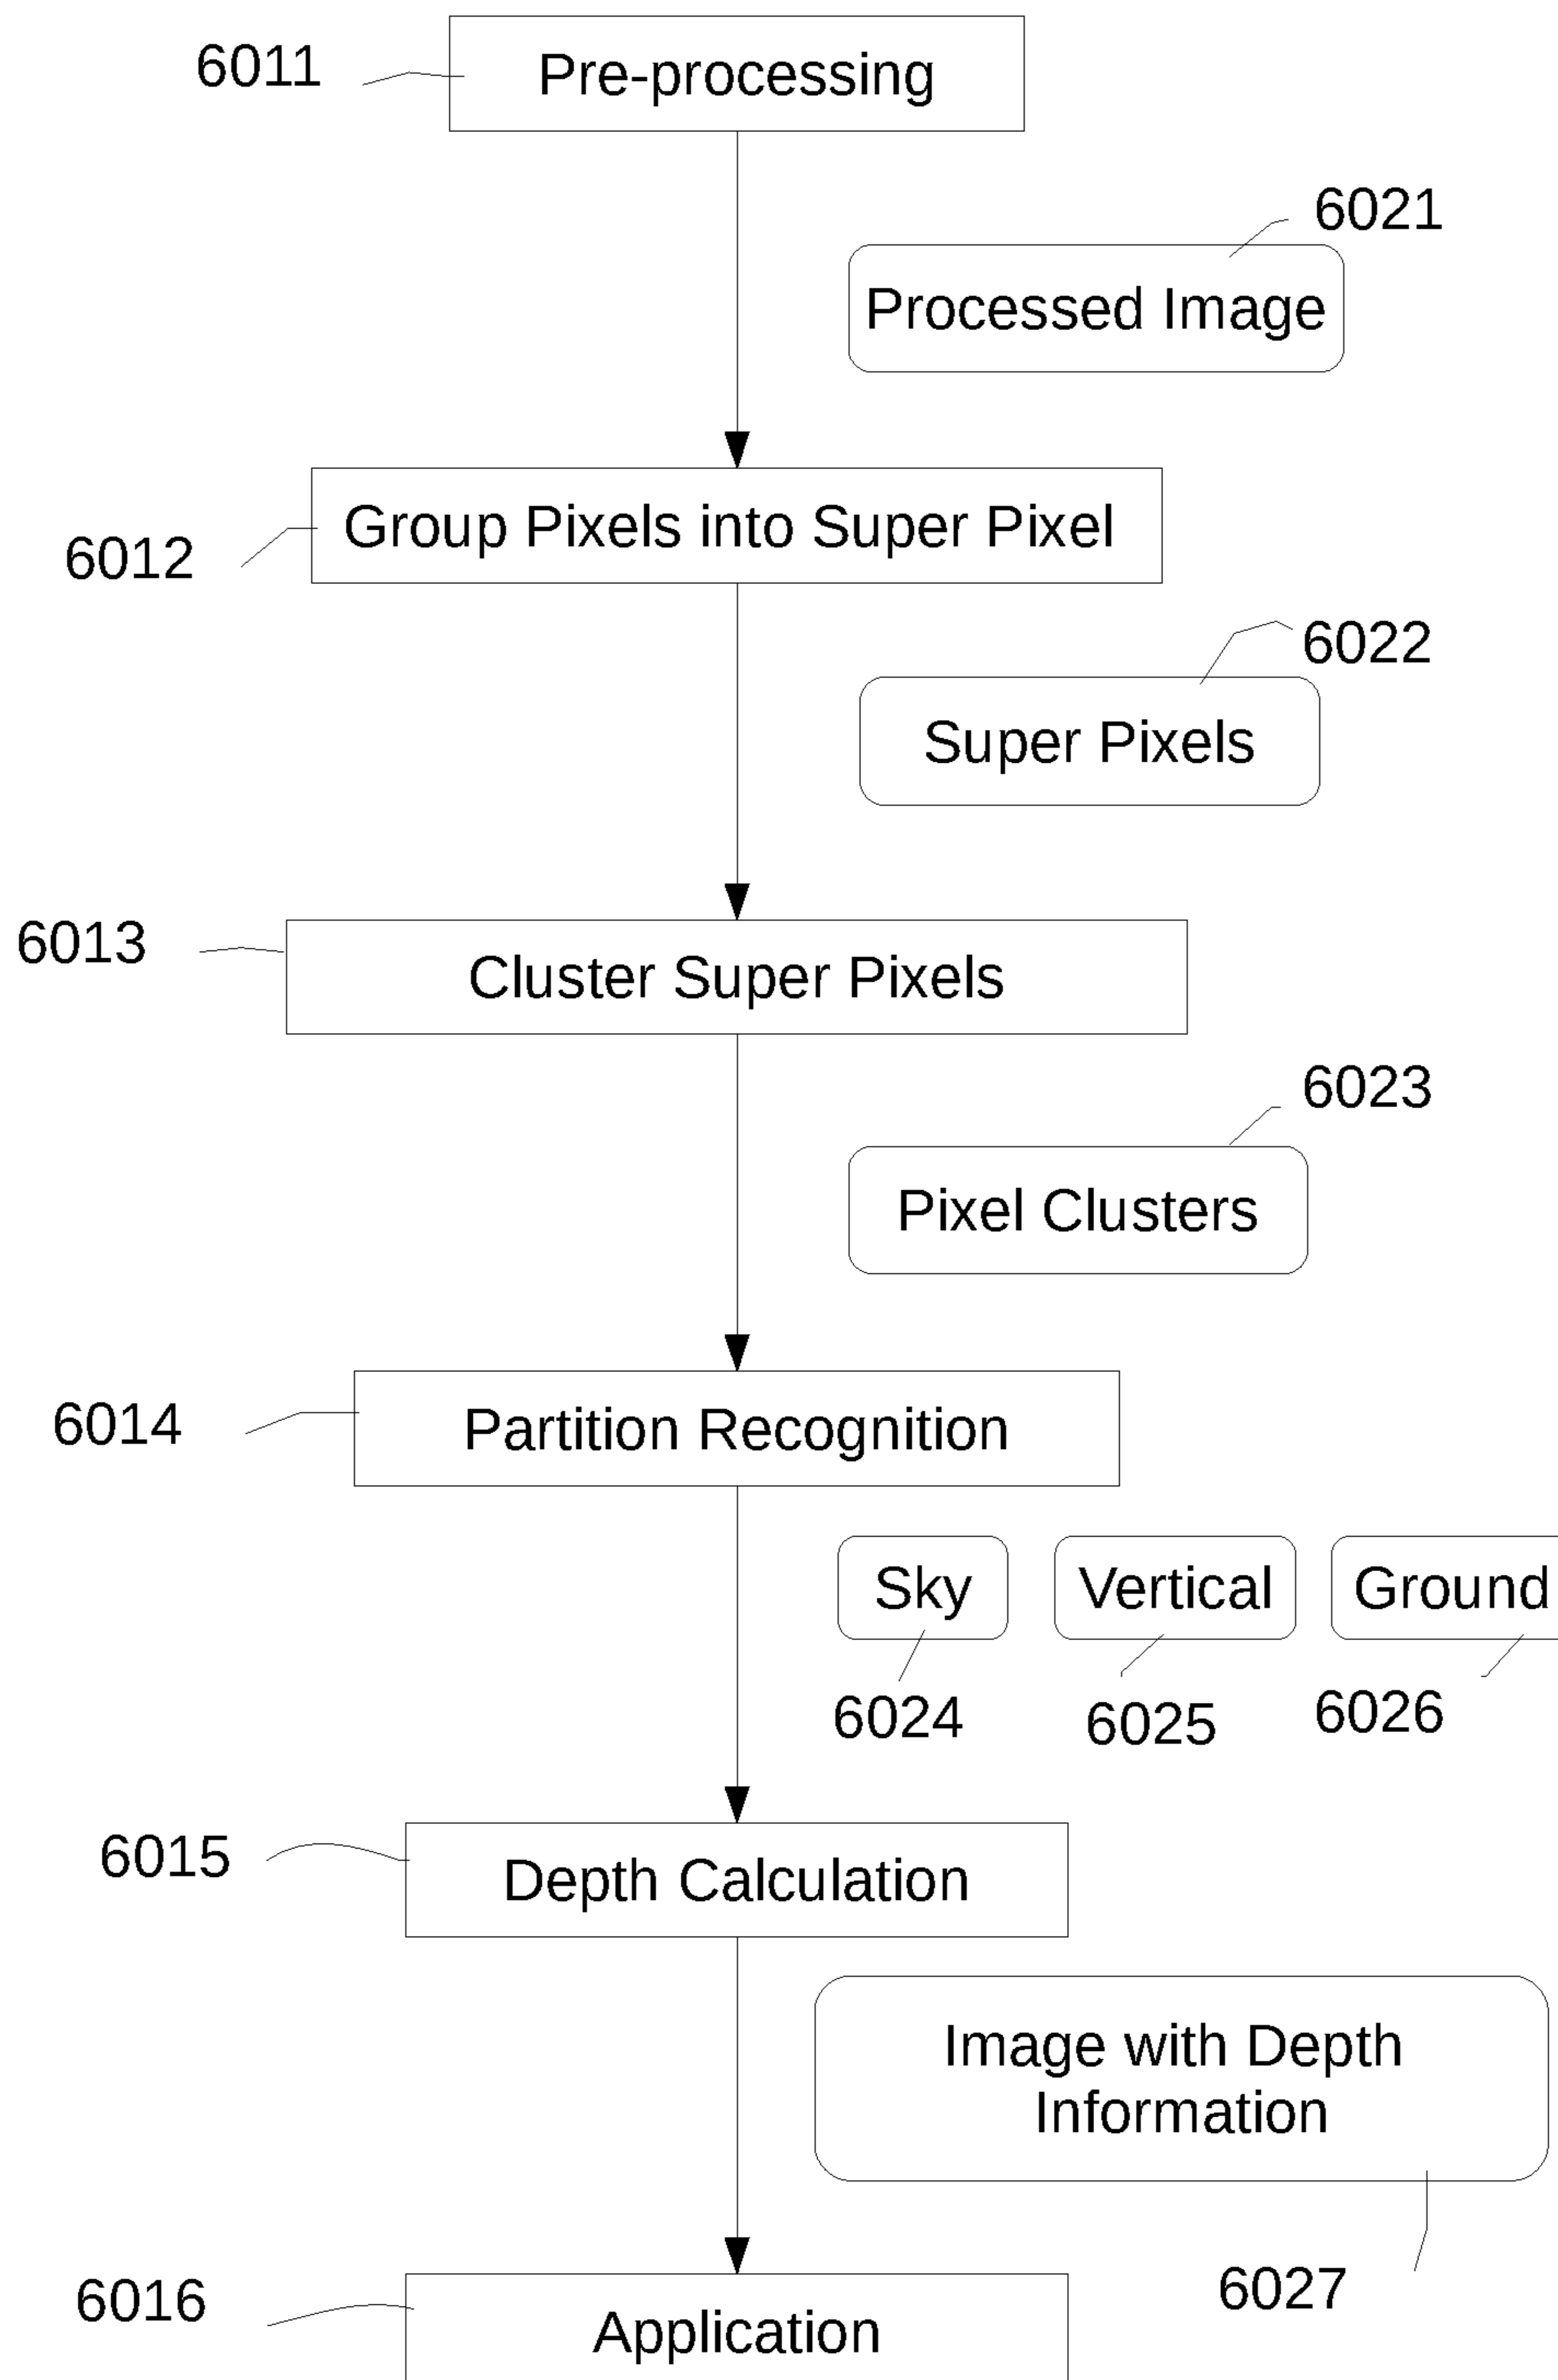 6011
Pre-processing
6021
Processed Image
Group Pixels into Super Pixel
6012
6022
Super Pixels
6013
Cluster Super Pixels
6023
Pixel Clusters
6014
Partition Recognition
Sky
Vertical
Ground
6024
6025
6026
6015
Depth Calculation
Image with Depth
Information
6027
6016
Application